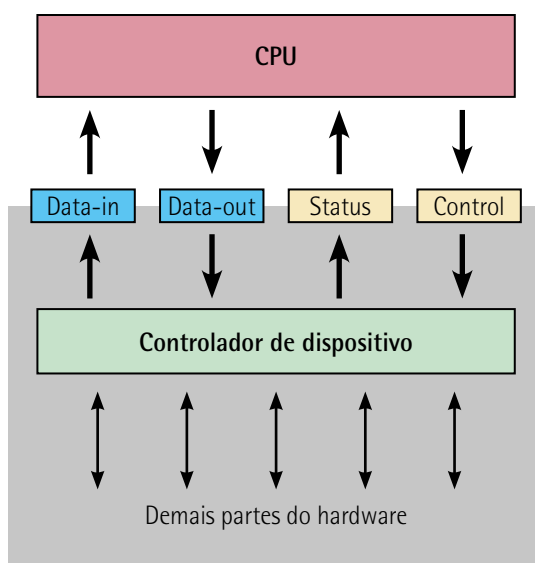 CPU
Data-in
Data-out
Status
Control
Controlador de dispositivo
Demais partes do hardware